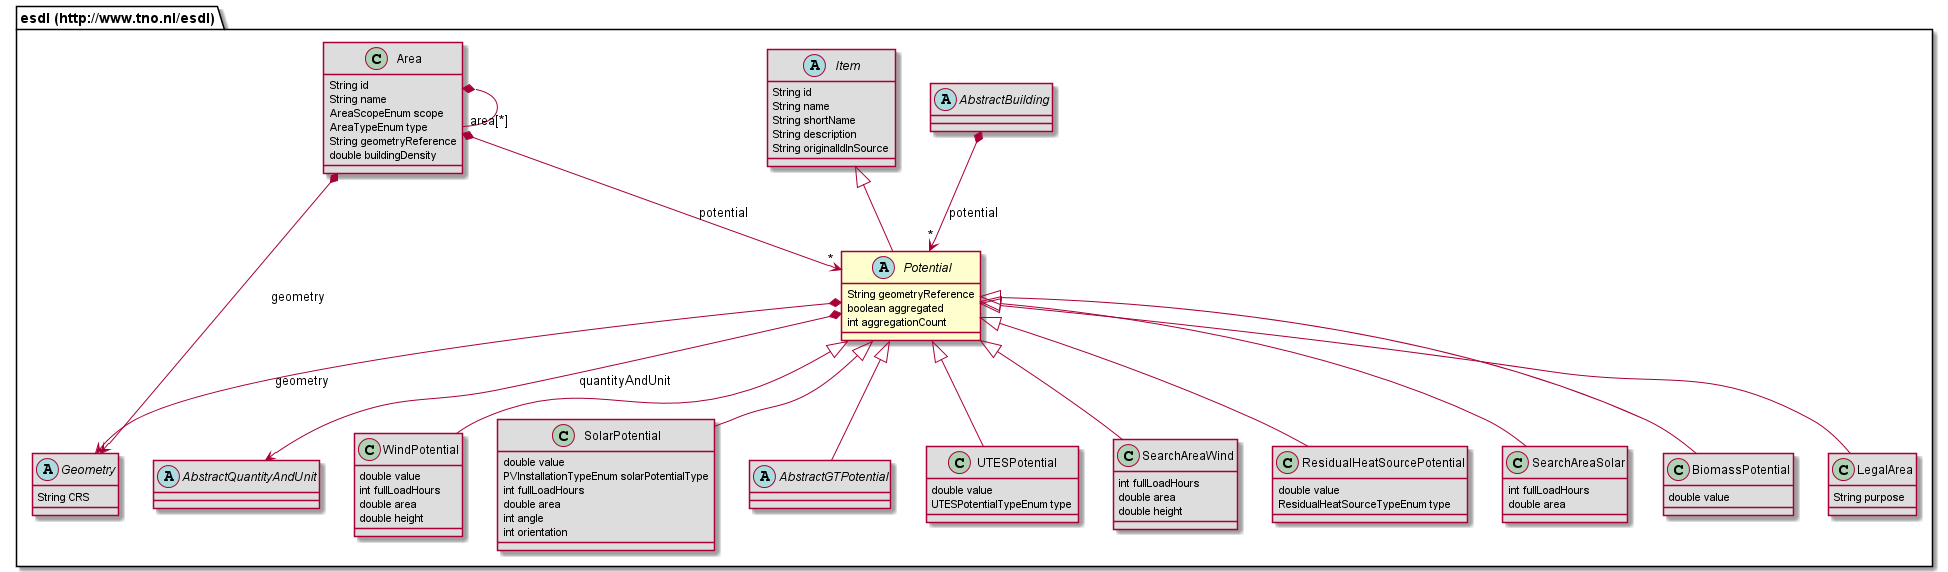 esdl (http://www.tno.nl/esdl)
C Area
String id
String name
AreaScopeEnum scope
AreaTypeEnum type
String geometryReference
double buildingDensity
area[*]
A Item
String id
String name
String shortName
String description
String originalIdInSource
A AbstractBuilding
potential
potential
*
*
A Potential
String geometryReference
boolean aggregated
int aggregationCount
geometry
geometry
quantityAndUnit
A Geometry
String CRS
A AbstractQuantityAndUnit
C WindPotential
double value
int fullLoadHours
double area
double height
C SolarPotential
double value
PVInstallationTypeEnum solarPotentialType
int fullLoadHours
double area
int angle
int orientation
A AbstractGTPotential
C UTESPotential
double value
UTESPotentialTypeEnum type
C SearchAreaWind
int fullLoadHours
double area
double height
C ResidualHeatSourcePotential
double value
ResidualHeatSourceTypeEnum type
C SearchAreaSolar
int fullLoadHours
double area
C BiomassPotential
double value
C LegalArea
String purpose